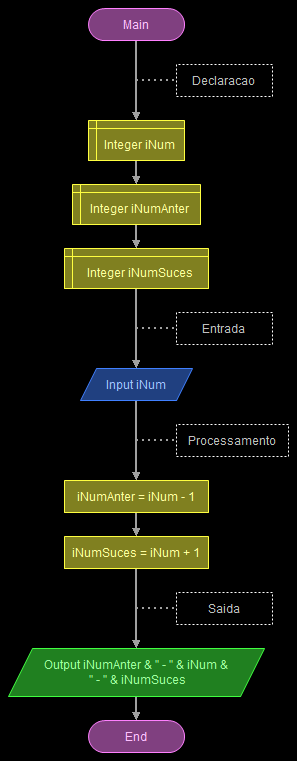 Main
Declaracao
Integer iNum
Integer iNumAnter
Integer iNumSuces
Entrada
Input iNum
Processamento
iNumAnter = iNum - 1
iNumSuces = iNum + 1
Saida
Output iNumAnter & " - " & iNum &
" - " & iNumSuces
End